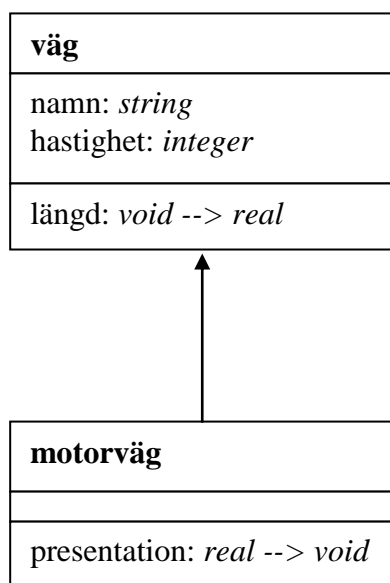 väg
namn: string
hastighet: integer
längd: void --> real
motorväg
presentation: real --> void